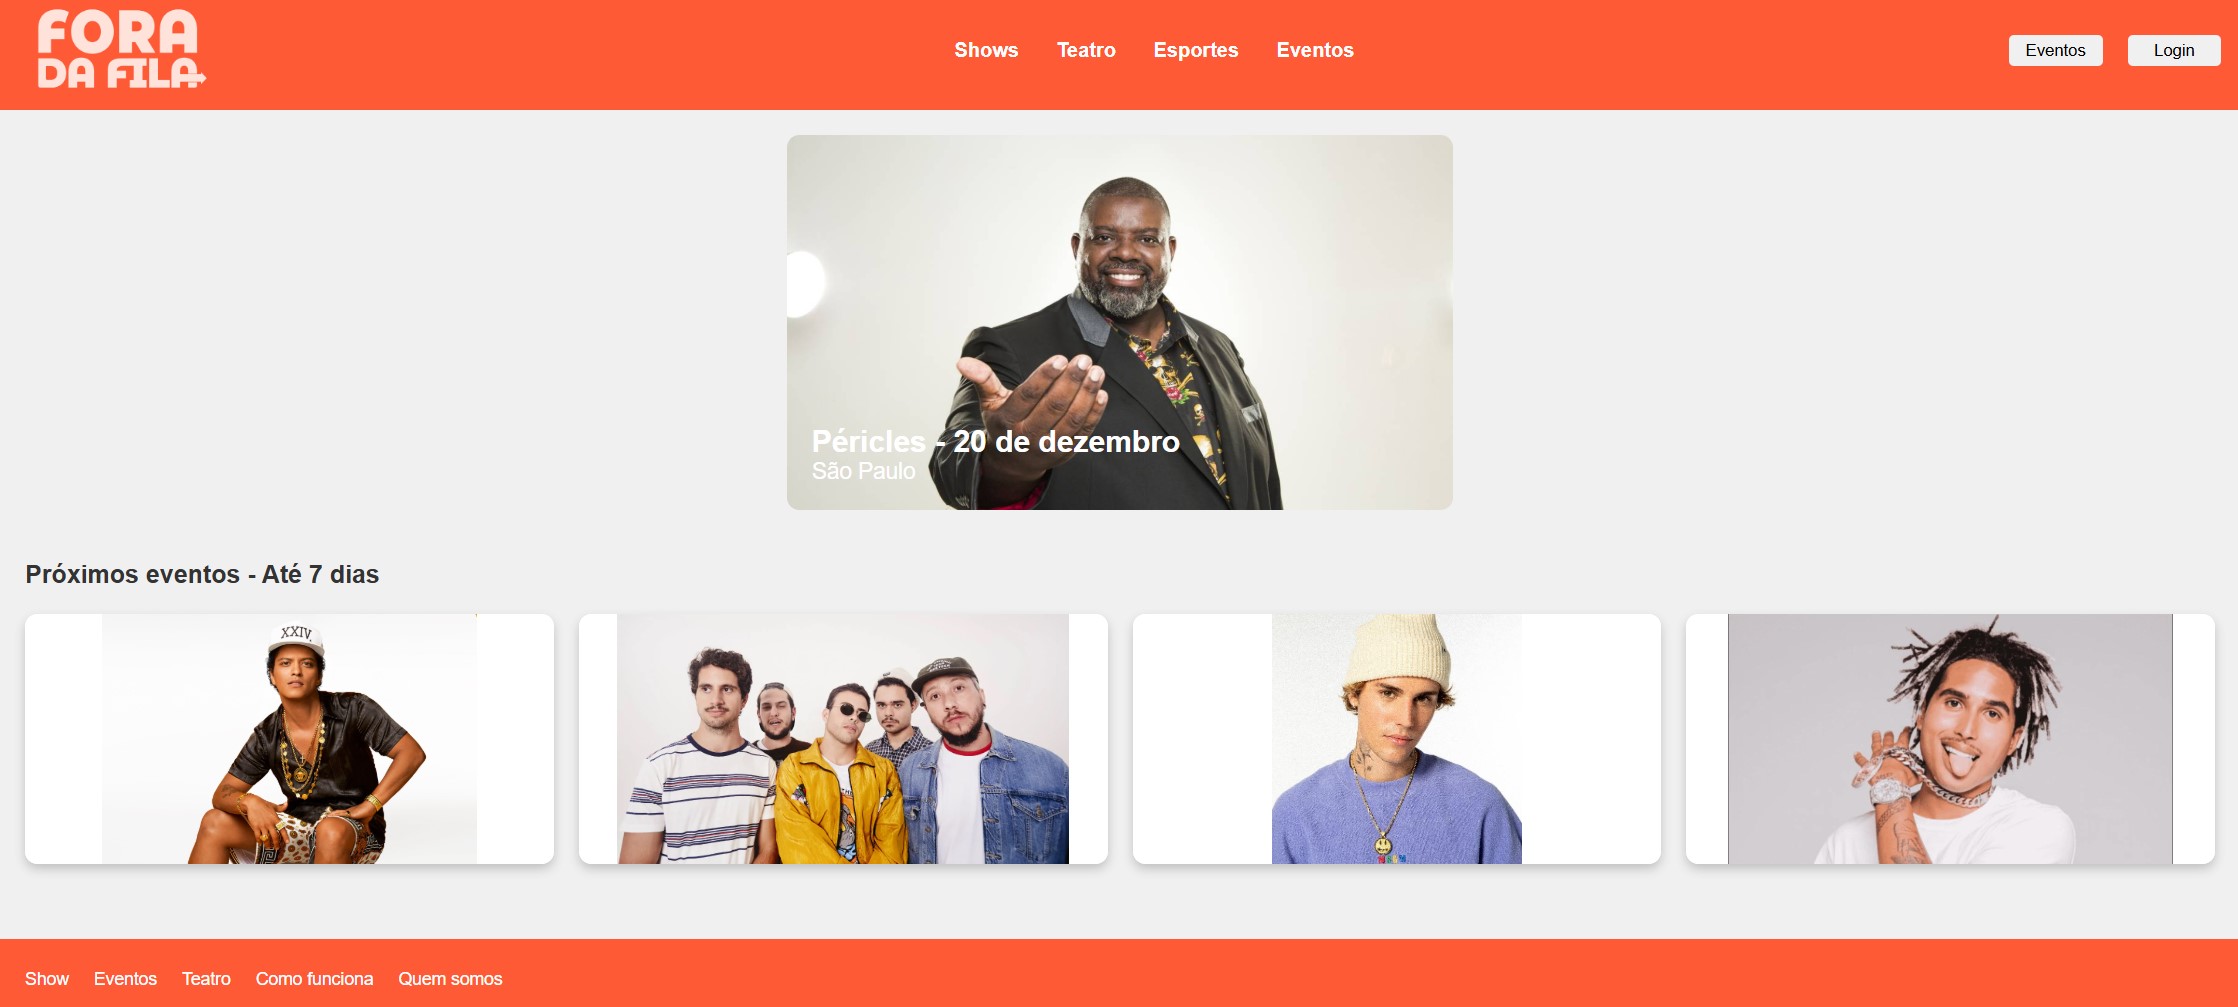 FORA
DA FILA
Shows Teatro Esportes Eventos
Eventos Login
Péricles - 20 de dezembro
São Paulo
Próximos eventos - Até 7 dias
XXIV
Show Eventos Teatro Como funciona Quem somos